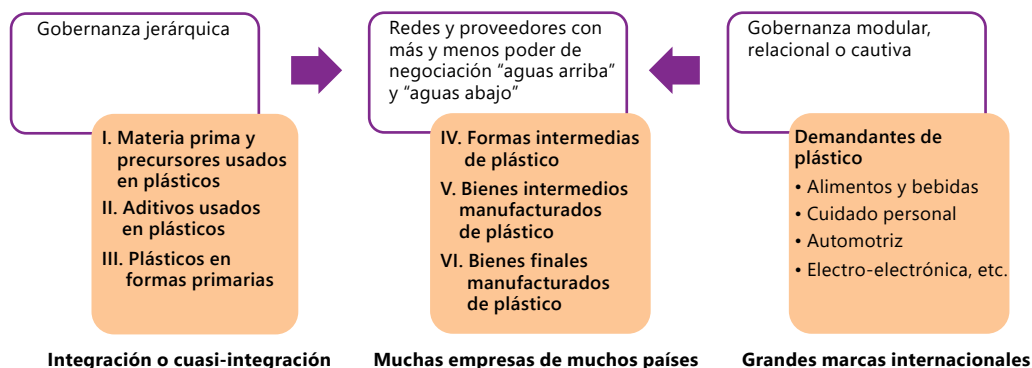 Gobernanza jerárquica
I. Materia prima y
precursores usados
en plásticos
II. Aditivos usados
en plásticos
III. Plásticos en
formas primarias
Integración o cuasi-integración
Redes y proveedores con
más y menos poder de
negociación “aguas arriba”
y “aguas abajo”
IV. Formas intermedias
de plástico
V. Bienes intermedios
manufacturados
de plástico
VI. Bienes finales
manufacturados
de plástico
Muchas empresas de muchos países
Gobernanza modular,
relacional o cautiva
Demandantes de
plástico
• Alimentos y bebidas
• Cuidado personal
• Automotriz
• Electro-electrónica, etc.
Grandes marcas internacionales